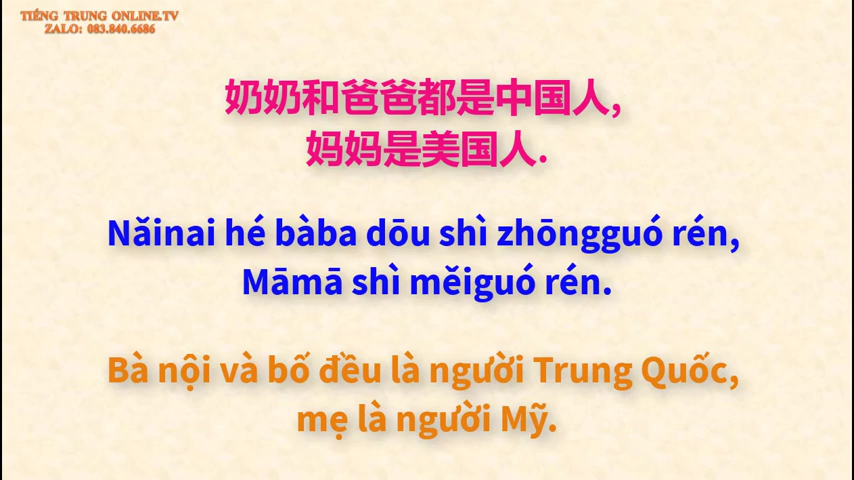 TIẾNG TRUNG ONLINE.TV
ZALO: 083.840.6686
奶奶和爸爸都是中国人,
妈妈是美国人.
Năinai hé bàba dōu shì zhōngguó rén,
Māmā shì mĕiguó rén.
Bà nội và bố đều là người Trung Quốc,
mẹ là người Mỹ.